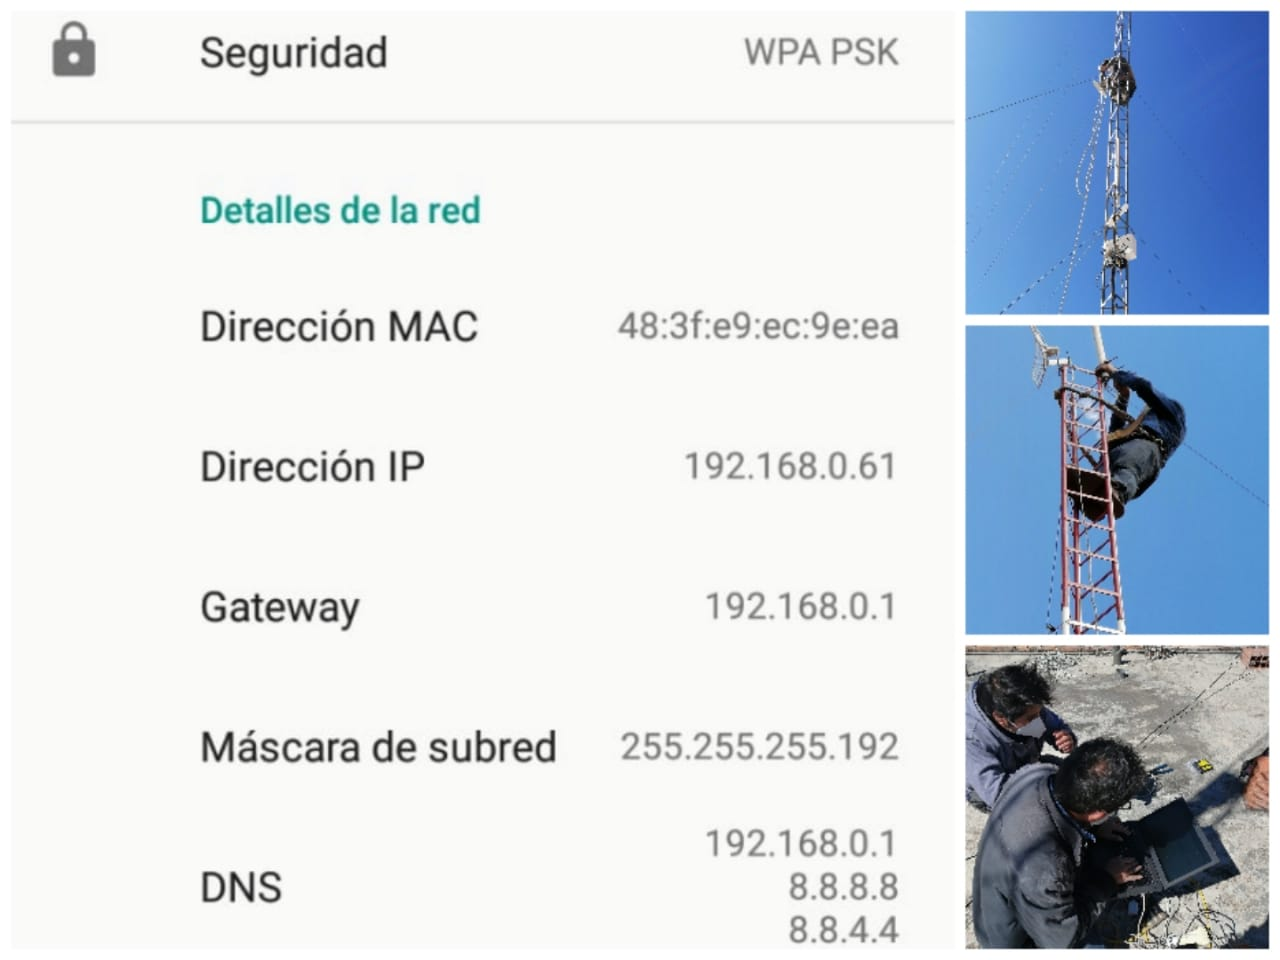 Seguridad WPA PSK
Detalles de la red
Dirección MAC 48:3f:e9:ec:9e:ea
Dirección IP 192.168.0.61
Gateway 192.168.0.1
Máscara de subred 255.255.255.192
DNS 192.168.0.1
8.8.8.8
8.8.4.4